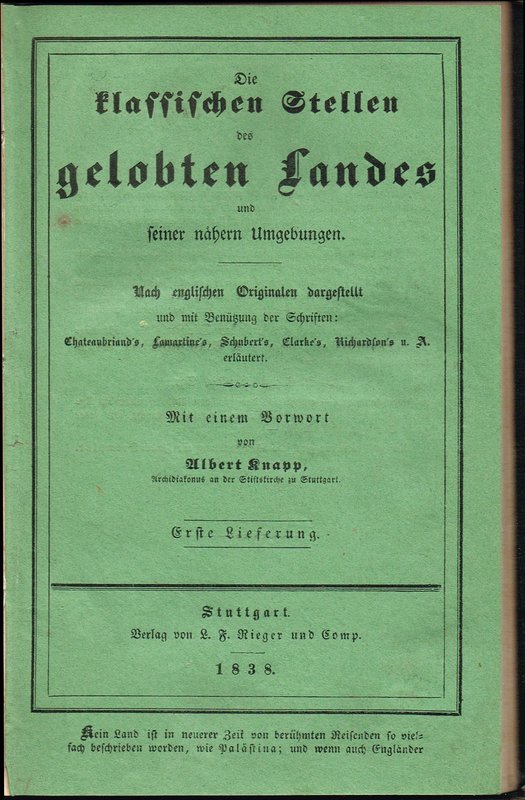 Die
klassischen Stellen
des
gelobten Landes
und
seiner nähern Umgebungen.
Nach englischen Originalen dargestellt
und mit Benützung der Schriften:
Chateaubriand's, Lamartine's, Schubert's, Clarke's, Richardson's u. A.
erläutert.
Mit einem Vorwort
von
Albert Knapp,
Archidiakonus an der Stiftskirche zu Stuttgart.
Erste Lieferung.
Stuttgart.
Verlag von L. F. Rieger und Comp.
1838.
Kein Land ist in neuerer Zeit von berühmten Reisenden so viel-
fach beschrieben worden, wie Palästina; und wenn auch Engländer